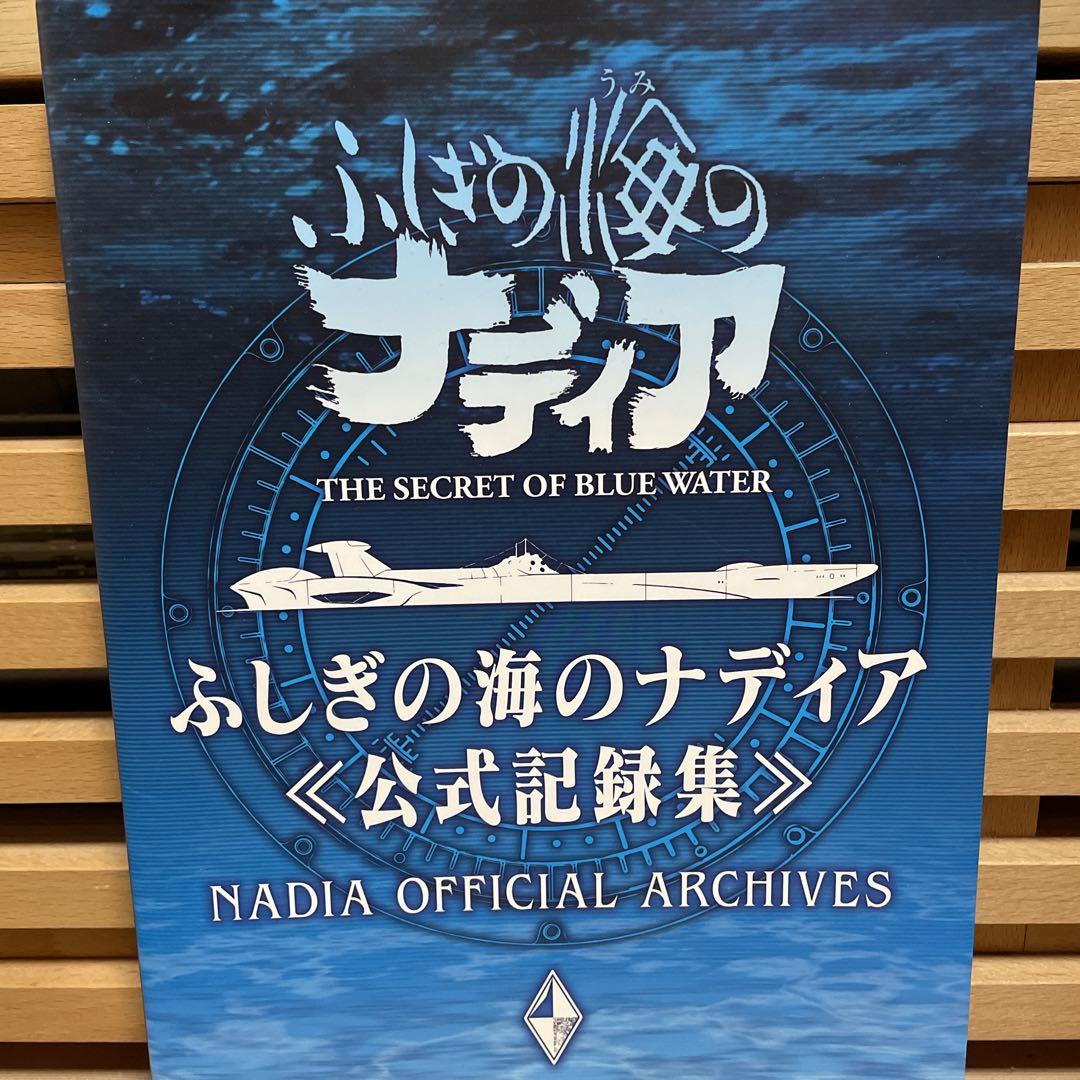 うみ
ふしぎの海の
ナディア
THE SECRET OF BLUE WATER
ふしぎの海のナディア
≪公式記録集≫
NADIA OFFICIAL ARCHIVES